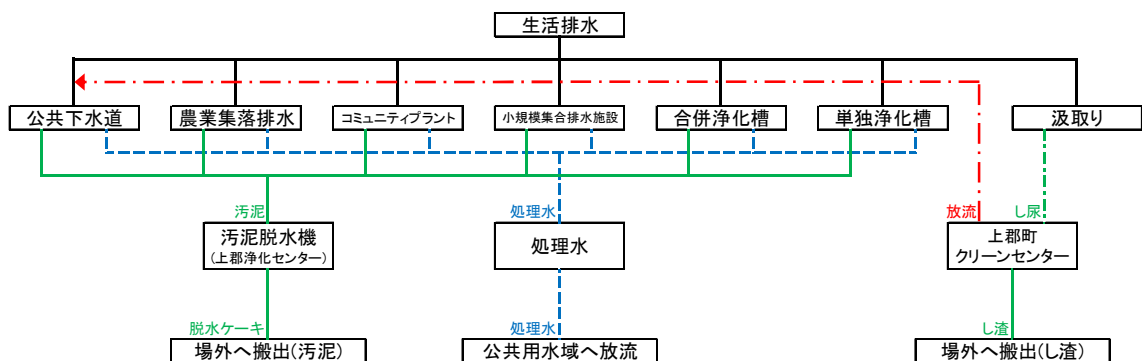 生活排水
公共下水道
農業集落排水
コミュニティプラント
小規模集合排水施設
合併浄化槽
単独浄化槽
汲取り
汚泥
処理水
放流
し尿
汚泥脱水機
(上郡浄化センター)
処理水
上郡町
クリーンセンター
脱水ケーキ
処理水
し渣
場外へ搬出(汚泥)
公共用水域へ放流
場外へ搬出(し渣)